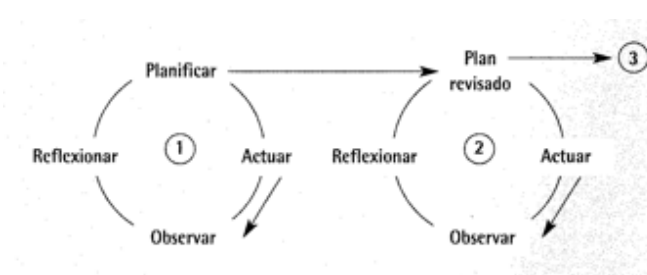 Planificar
Plan
revisado
3
Reflexionar
1
Actuar
Reflexionar
2
Actuar
Observar
Observar